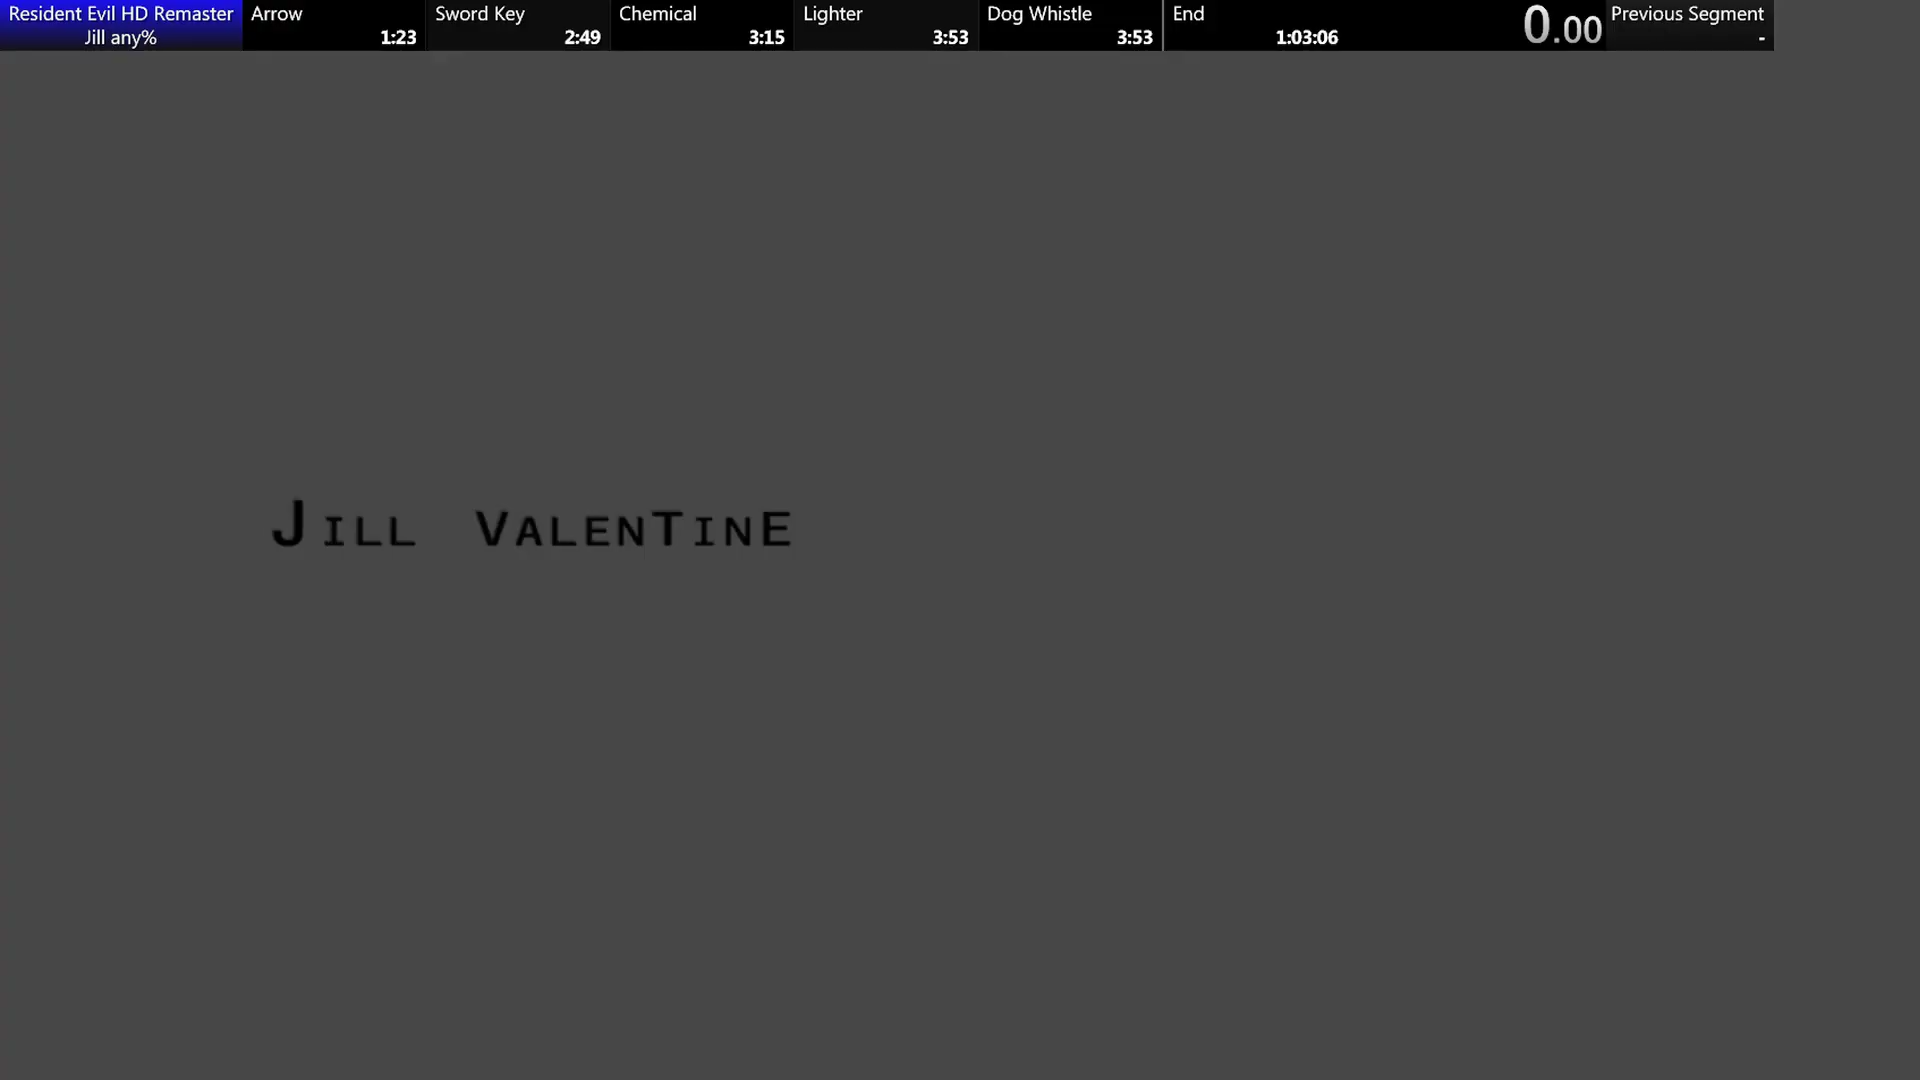 Resident Evil HD Remaster
Jill any%
Arrow
1:23
Sword Key
2:49
Chemical
3:15
Lighter
3:53
Dog Whistle
3:53
End
1:03:06
0.00
Previous Segment
-
JILL VALENTINE